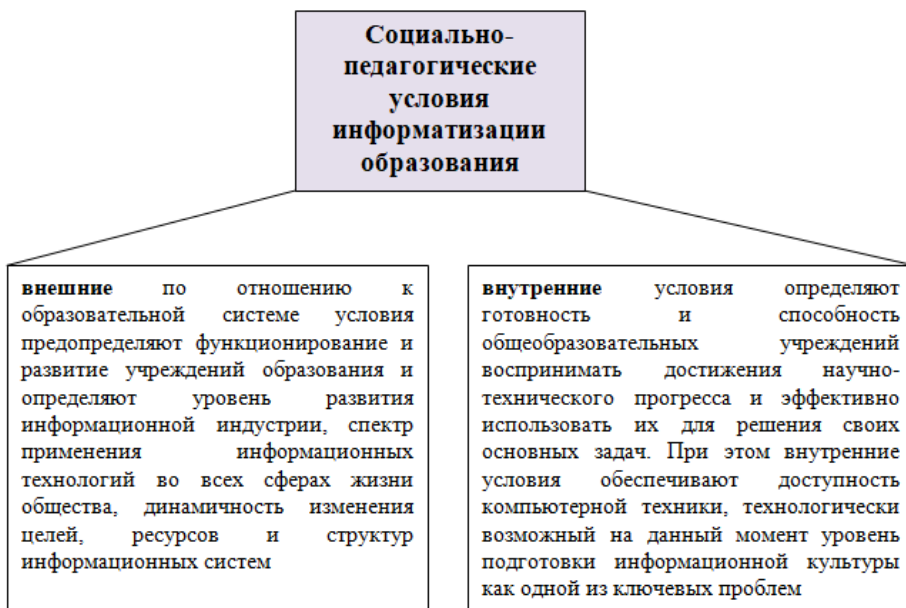 Социально-
педагогические
условия
информатизации
образования
внешние по отношению к
образовательной системе условия
предопределяют функционирование и
развитие учреждений образования и
определяют уровень развития
информационной индустрии, спектр
применения информационных
технологий во всех сферах жизни
общества, динамичность изменения
целей, ресурсов и структур
информационных систем
внутренние условия определяют
готовность и способность
общеобразовательных учреждений
воспринимать достижения научно-
технического прогресса и эффективно
использовать их для решения своих
основных задач. При этом внутренние
условия обеспечивают доступность
компьютерной техники, технологически
возможный на данный момент уровень
подготовки информационной культуры
как одной из ключевых проблем